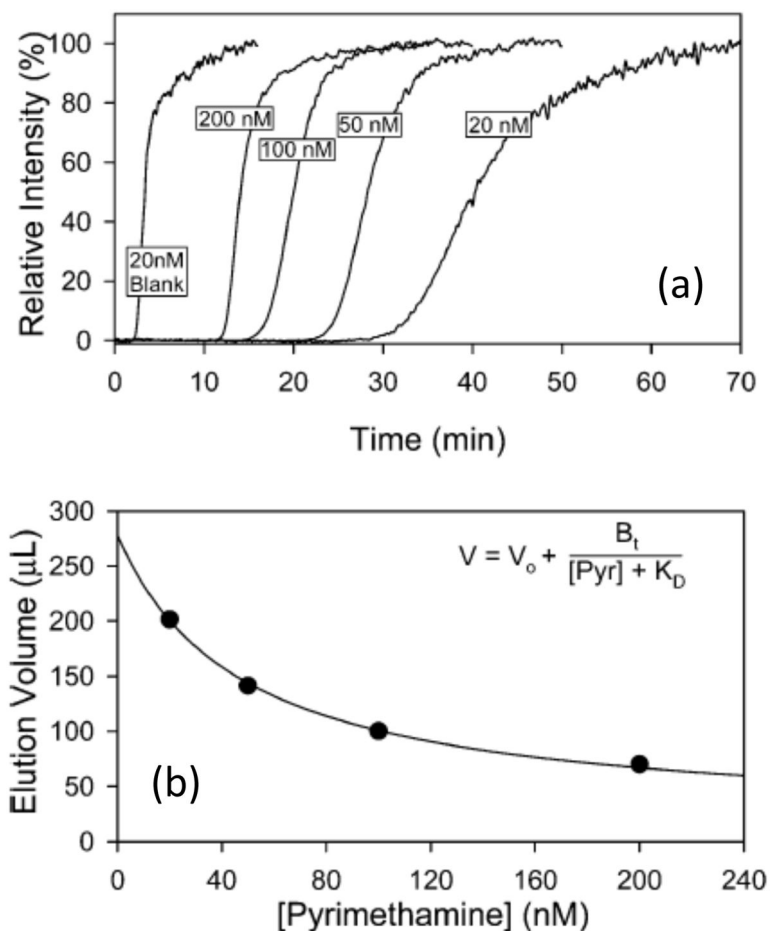 Relative Intensity (%)
100
80
60
40
20
0
200 nM
100 nM
50 nM
20 nM
20nM
Blank
(a)
0 10 20 30 40 50 60 70
Time (min)
Elution Volume (μL)
300
250
200
150
100
50
0
V = Vo + Bt / [Pyr] + KD
(b)
0 40 80 120 160 200 240
[Pyrimethamine] (nM)